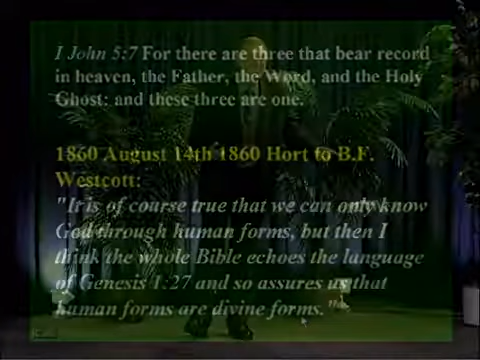 I John 5:7 For there are three that bear record
in heaven, the Father, the Word, and the Holy
Ghost: and these three are one.
1860 August 14th 1860 Hort to B.F.
Westcott:
"It is of course true that we can only know
God through human forms, but then I
think the whole Bible echoes the language
of Genesis 1:27 and so assures us that
human forms are divine forms."